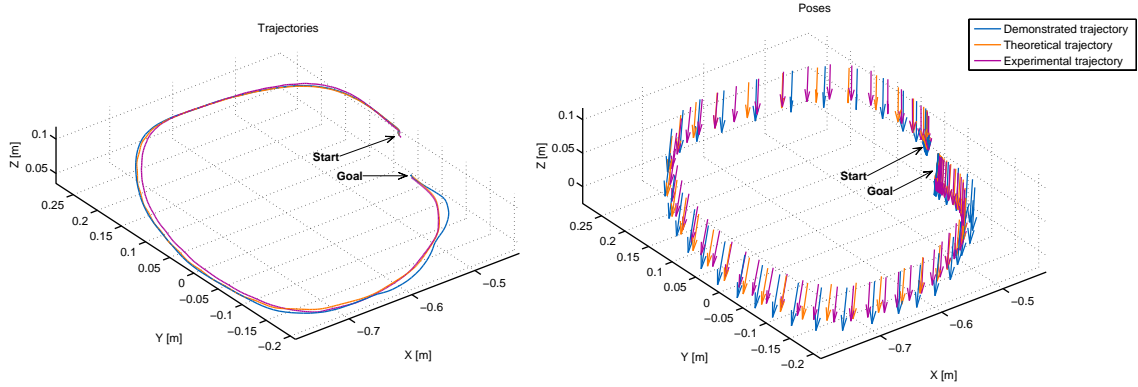 Trajectories
0.1
0.05
Z [m]
Start
Goal
0.25
0.2
0.15
0.1
0.05
0
−0.05
−0.1
−0.15
−0.2
Y [m]
−0.7
−0.6
−0.5
X [m]
Poses
Demonstrated trajectory
Theoretical trajectory
Experimental trajectory
0.1
0.05
0
Z [m]
Start
Goal
0.25
0.2
0.15
0.1
0.05
0
−0.05
−0.1
−0.15
−0.2
Y [m]
−0.7
−0.6
−0.5
X [m]